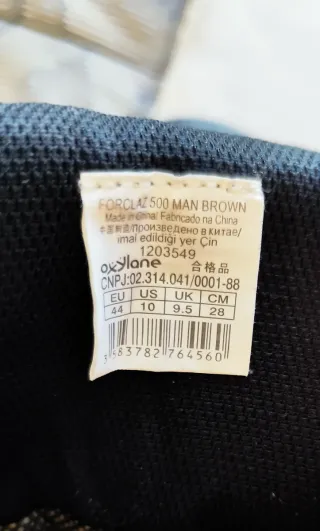 FORCLAZ 500 MAN BROWN
Made in China/ Fabricado na China
中国制造/произведено в китае/
imal edildiği yer Çin
1203549
oxylane 合格品
CNPJ:02.314.041/0001-88
EU US UK CM
44 10 9.5 28
3 583782 764560